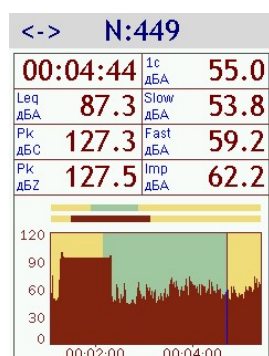 <-> N:449
00:04:44 1с дБА 55.0
Leq дБА 87.3 Slow дБА 53.8
Pk дБC 127.3 Fast дБА 59.2
Pk дБZ 127.5 Imp дБА 62.2
120
90
60
30
0
00:02:00 00:04:00